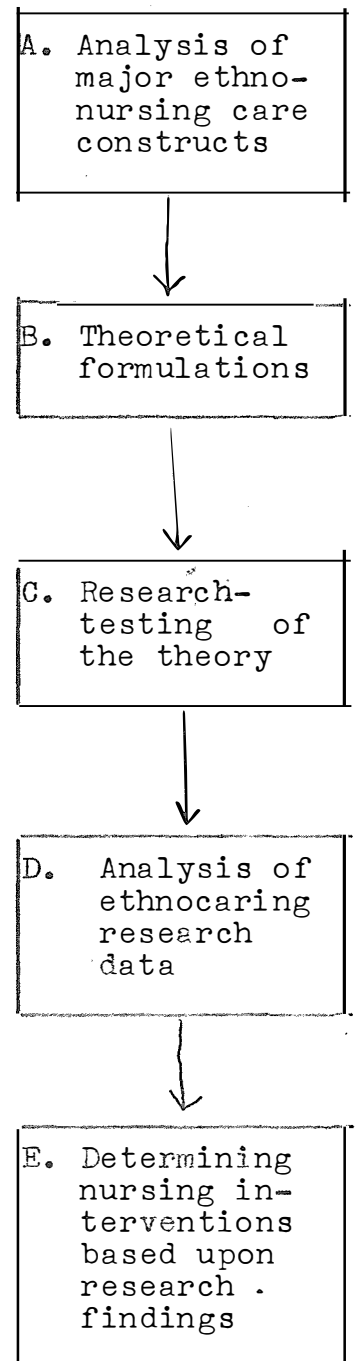 A. Analysis of
major ethno-
nursing care
constructs
B. Theoretical
formulations
C. Research-
testing of
the theory
D. Analysis of
ethnocaring
research
data
E. Determining
nursing in-
terventions
based upon
research .
findings